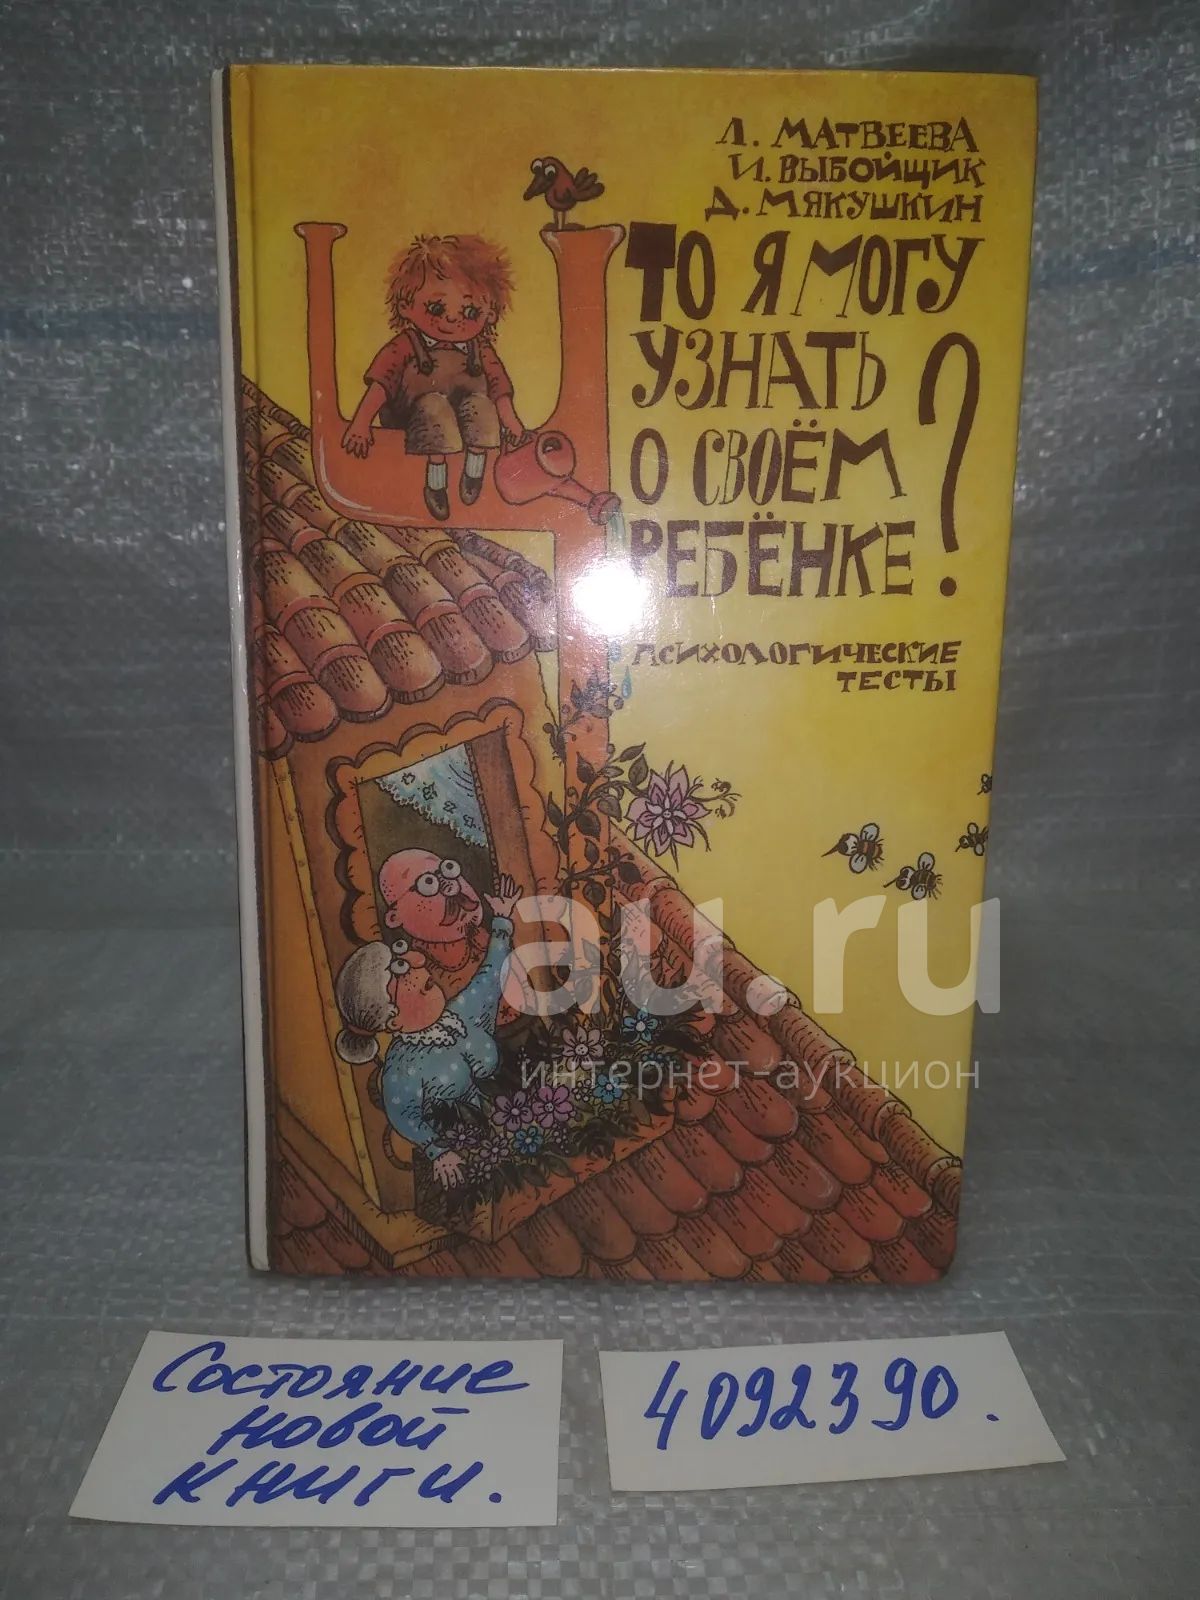 Л. МАТВЕЕВА
И. ВЫБОЙЩИК
Д. МЯКУШКИН
ЧТО Я МОГУ
УЗНАТЬ
О СВОЁМ
РЕБЁНКЕ?
ПСИХОЛОГИЧЕСКИЕ
ТЕСТЫ
au.ru
интернет-аукцион
Состояние
новой
книги.
4092390.